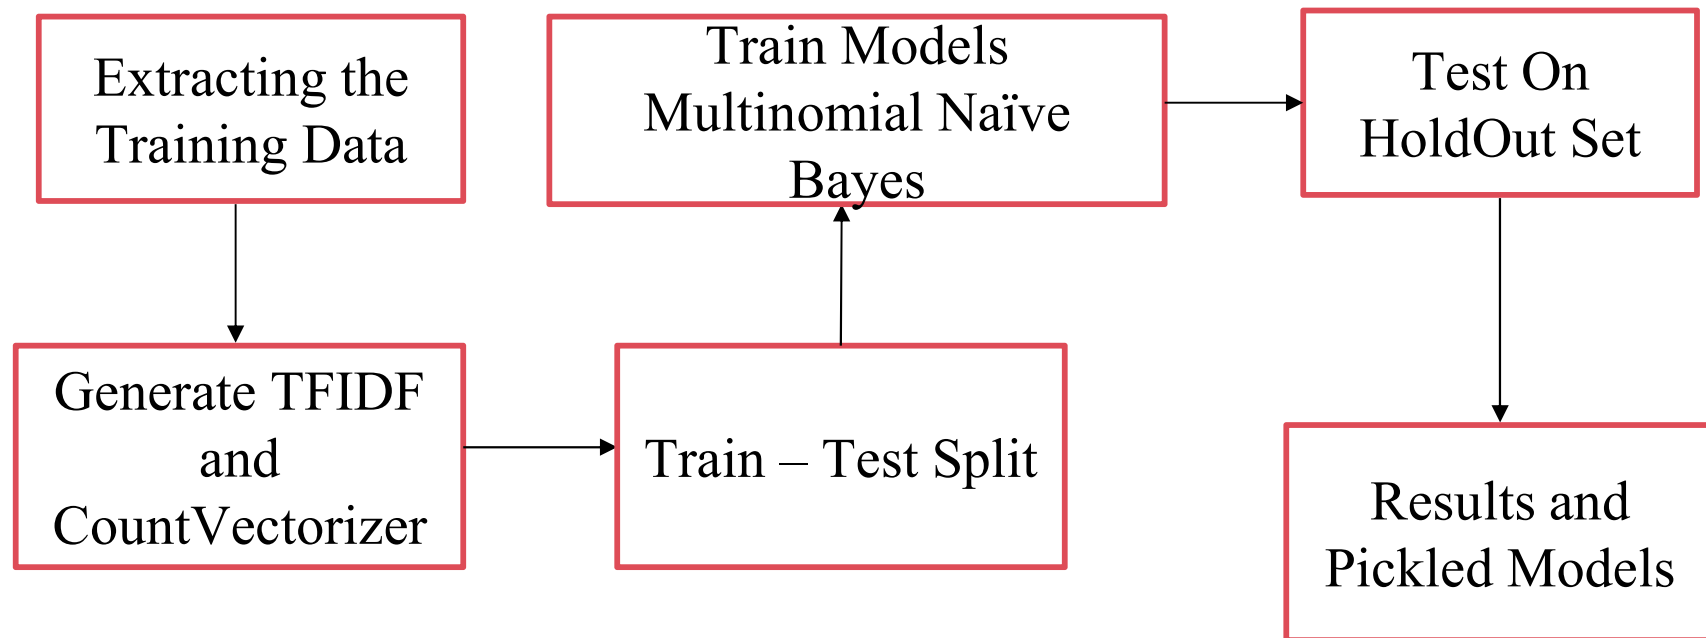 Extracting the
Training Data
Generate TFIDF
and
CountVectorizer
Train – Test Split
Train Models
Multinomial Naïve
Bayes
Test On
HoldOut Set
Results and
Pickled Models